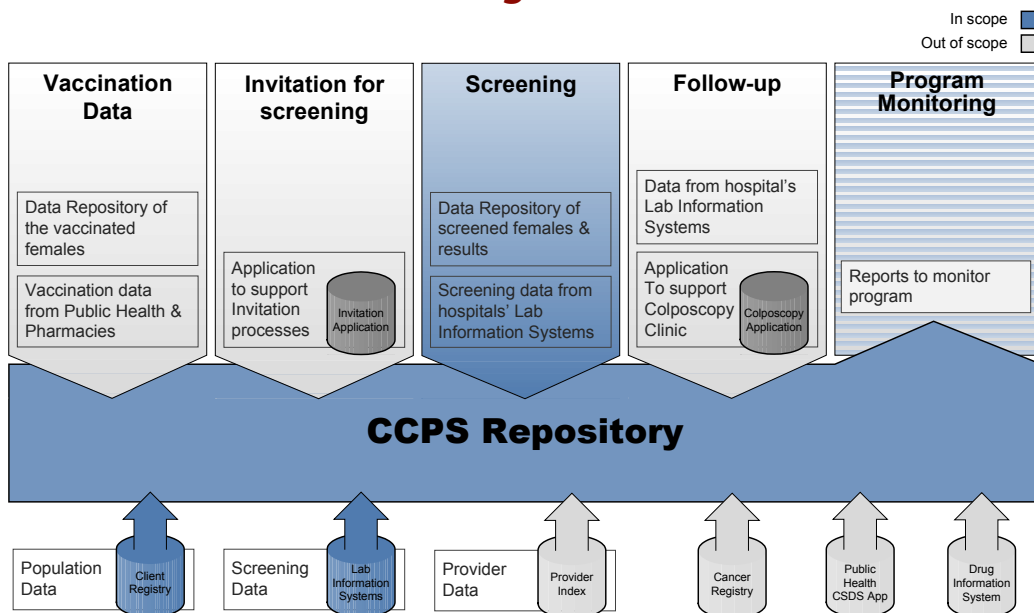 In scope
Out of scope
Vaccination
Data
Data Repository of
the vaccinated
females
Vaccination data
from Public Health &
Pharmacies
Invitation for
screening
Application
to support
Invitation
processes
Invitation
Application
Screening
Data Repository of
screened females &
results
Screening data from
hospitals' Lab
Information Systems
Follow-up
Data from hospital's
Lab Information
Systems
Application
To support
Colposcopy
Clinic
Colposcopy
Application
Program
Monitoring
Reports to monitor
program
CCPS Repository
Population
Data
Client
Registry
Screening
Data
Lab
Information
Systems
Provider
Data
Provider
Index
Cancer
Registry
Public
Health
CSDS App
Drug
Information
System